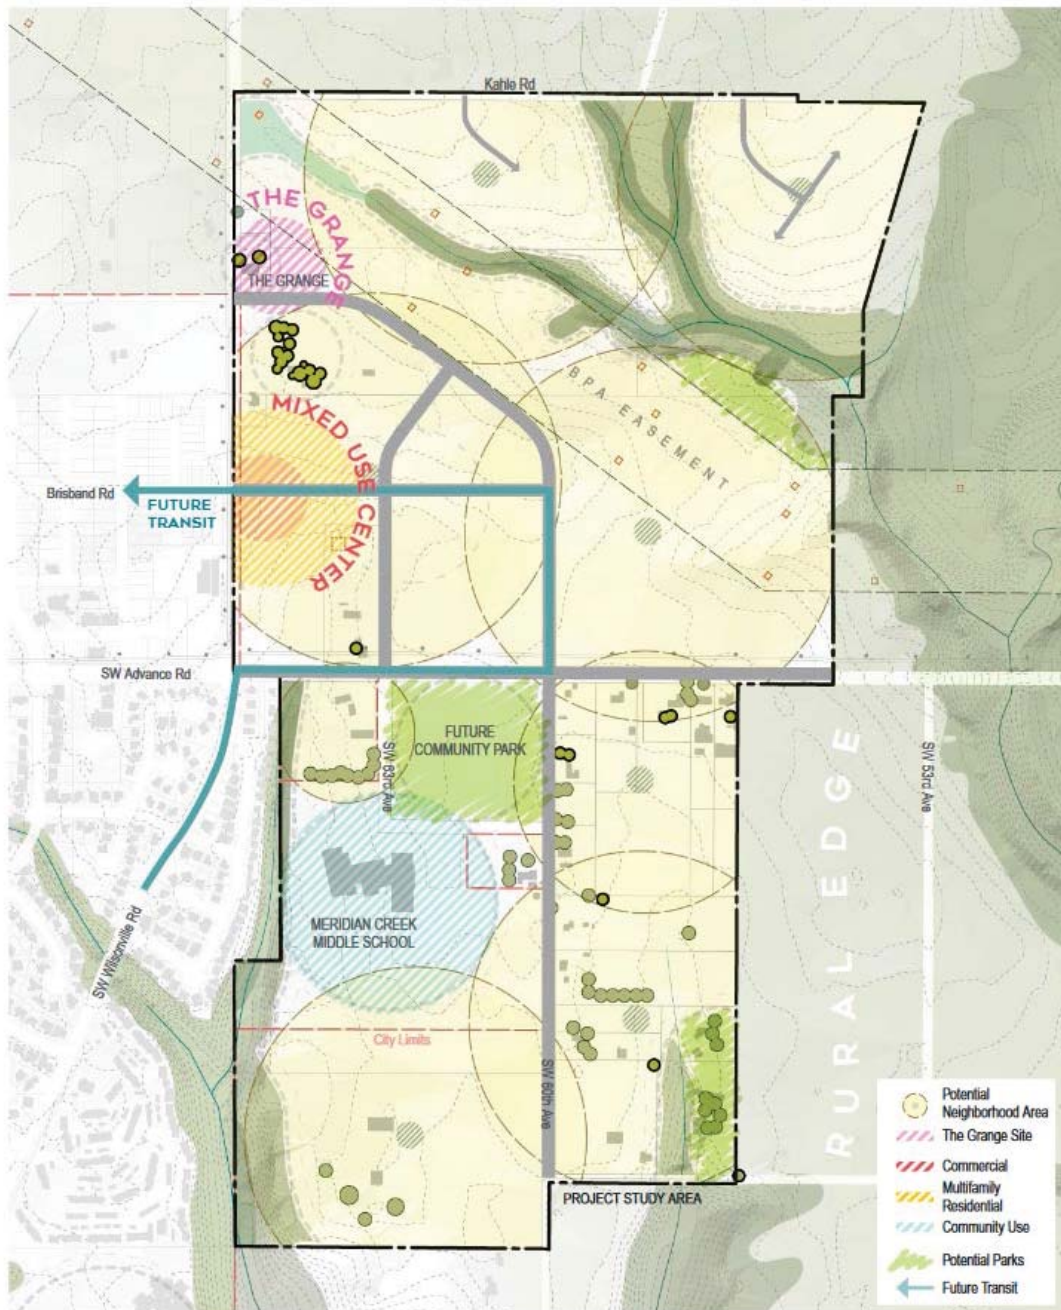 Kahle Rd
THE GRANGE
THE GRANGE
BPA EASEMENT
MIXED USE CENTER
Brisband Rd
FUTURE
TRANSIT
SW Advance Rd
FUTURE
COMMUNITY PARK
SW 63rd Ave
SW 53rd Ave
RURAL EDGE
MERIDIAN CREEK
MIDDLE SCHOOL
SW Wilsonville Rd
City Limits
SW 60th Ave
PROJECT STUDY AREA
Potential
Neighborhood Area
The Grange Site
Commercial
Multifamily
Residential
Community Use
Potential Parks
Future Transit